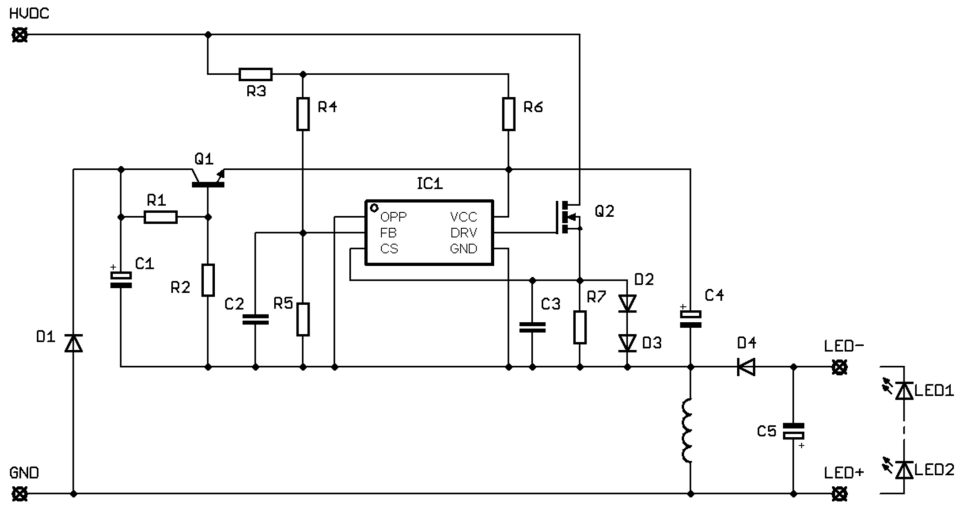 HVDC
R3
R4
R6
Q1
IC1
R1
OPP
VCC
Q2
FB
DRV
CS
GND
C1
R2
C2
R5
C3
R7
D2
C4
D1
D3
D4
LED-
LED1
C5
GND
LED+
LED2